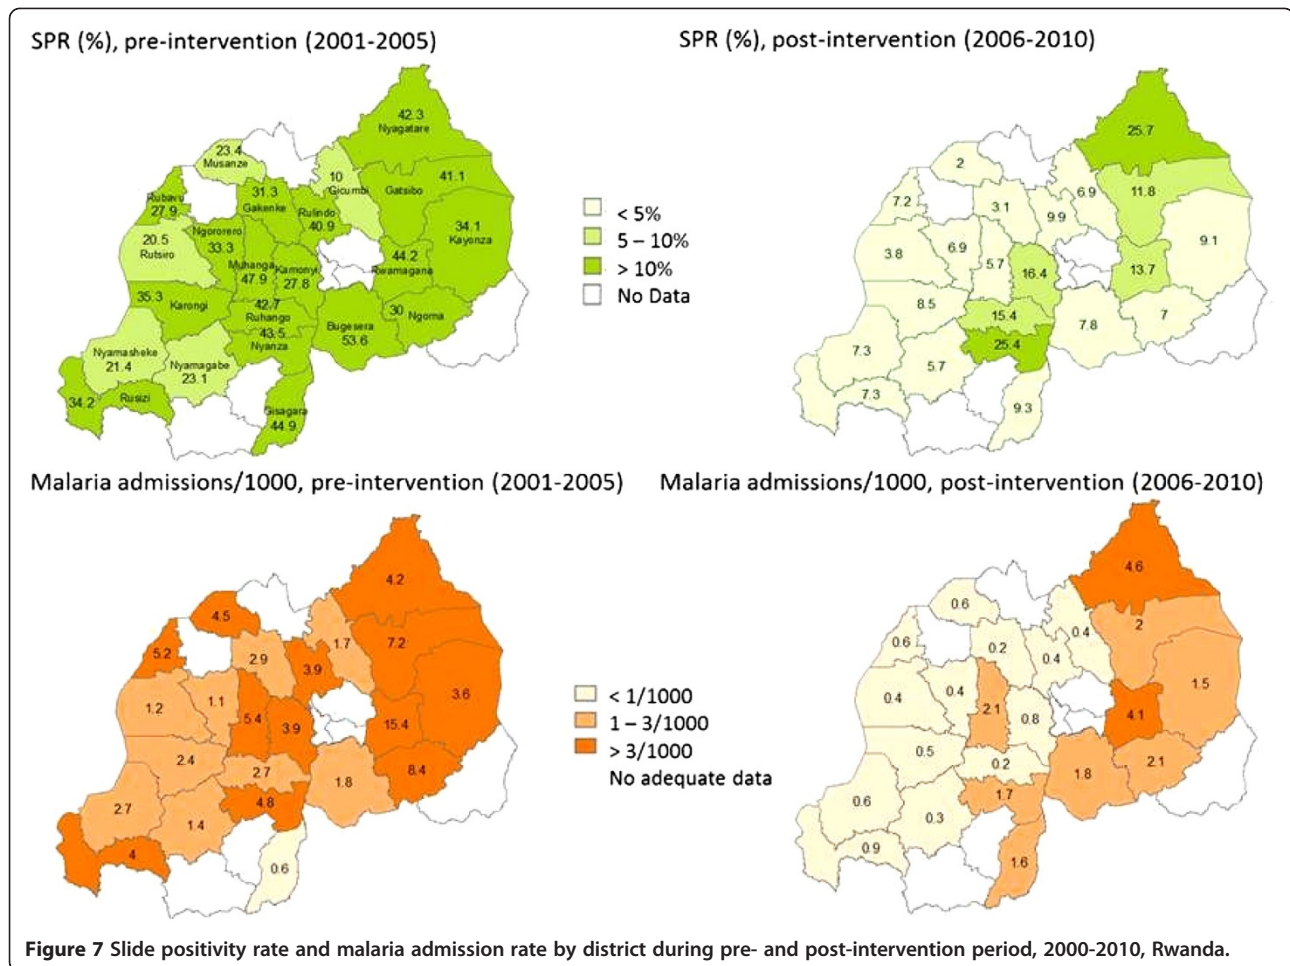 SPR (%), pre-intervention (2001-2005)
SPR (%), post-intervention (2006-2010)
42.3
Nyagatare
23.4
Musanze
10
Gicumbi
Gatsibo
41.1
Rubavu
27.9
31.3
Gakenke
Rulindo
40.9
34.1
Kayonza
Ngororero
33.3
20.5
Rutsiro
Muhanga
47.9
Kamonyi
27.8
44.2
Rwamagana
35.3
Karongi
42.7
Ruhango
Bugesera
53.6
30
Ngoma
43.5
Nyanza
Nyamasheke
21.4
Nyamagabe
23.1
34.2
Rusizi
Gisagara
44.9
< 5%
5 – 10%
> 10%
No Data
25.7
2
6.9
11.8
7.2
3.1
9.9
9.1
3.8
6.9
5.7
16.4
13.7
8.5
15.4
7.8
7
25.4
7.3
5.7
7.3
9.3
Malaria admissions/1000, pre-intervention (2001-2005)
Malaria admissions/1000, post-intervention (2006-2010)
4.2
4.5
1.7
7.2
5.2
2.9
3.9
3.6
1.2
1.1
5.4
3.9
15.4
2.4
2.7
1.8
8.4
4.8
2.7
1.4
4
0.6
< 1/1000
1 – 3/1000
> 3/1000
No adequate data
4.6
0.6
0.4
2
0.6
0.2
0.4
1.5
0.4
0.4
2.1
0.8
4.1
0.5
0.2
1.8
2.1
1.7
0.6
0.3
0.9
1.6
Figure 7 Slide positivity rate and malaria admission rate by district during pre- and post-intervention period, 2000-2010, Rwanda.